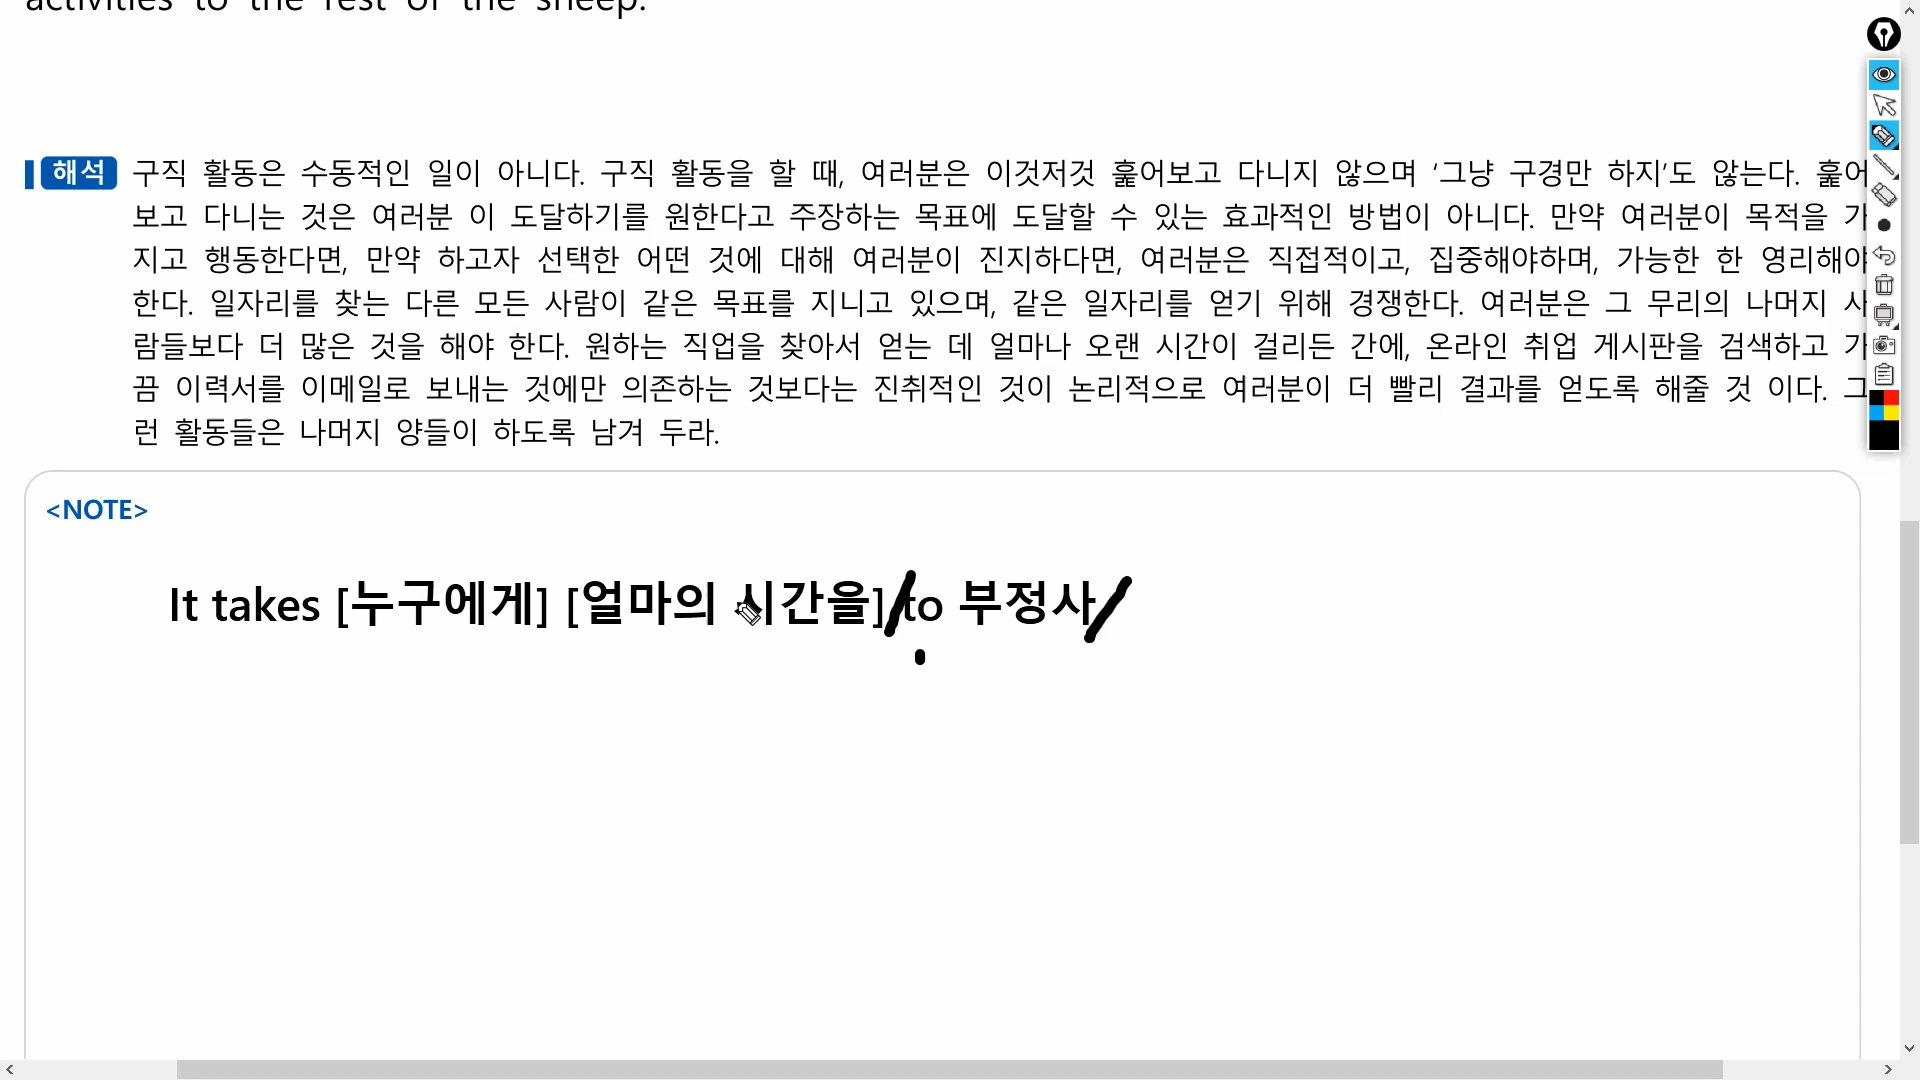 activities to the rest of the sheep.
해석 구직 활동은 수동적인 일이 아니다. 구직 활동을 할 때, 여러분은 이것저것 훑어보고 다니지 않으며 ‘그냥 구경만 하지’도 않는다. 훑어
보고 다니는 것은 여러분 이 도달하기를 원한다고 주장하는 목표에 도달할 수 있는 효과적인 방법이 아니다. 만약 여러분이 목적을 가
지고 행동한다면, 만약 하고자 선택한 어떤 것에 대해 여러분이 진지하다면, 여러분은 직접적이고, 집중해야하며, 가능한 한 영리해야
한다. 일자리를 찾는 다른 모든 사람이 같은 목표를 지니고 있으며, 같은 일자리를 얻기 위해 경쟁한다. 여러분은 그 무리의 나머지 사
람들보다 더 많은 것을 해야 한다. 원하는 직업을 찾아서 얻는 데 얼마나 오랜 시간이 걸리든 간에, 온라인 취업 게시판을 검색하고 가
끔 이력서를 이메일로 보내는 것에만 의존하는 것보다는 진취적인 것이 논리적으로 여러분이 더 빨리 결과를 얻도록 해줄 것 이다. 그
런 활동들은 나머지 양들이 하도록 남겨 두라.
<NOTE>
It takes [누구에게] [얼마의 시간을] to 부정사